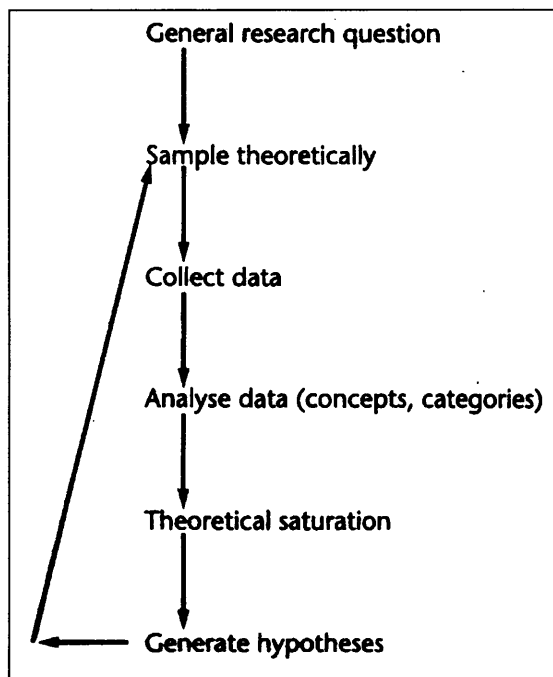 General research question
Sample theoretically
Collect data
Analyse data (concepts, categories)
Theoretical saturation
Generate hypotheses